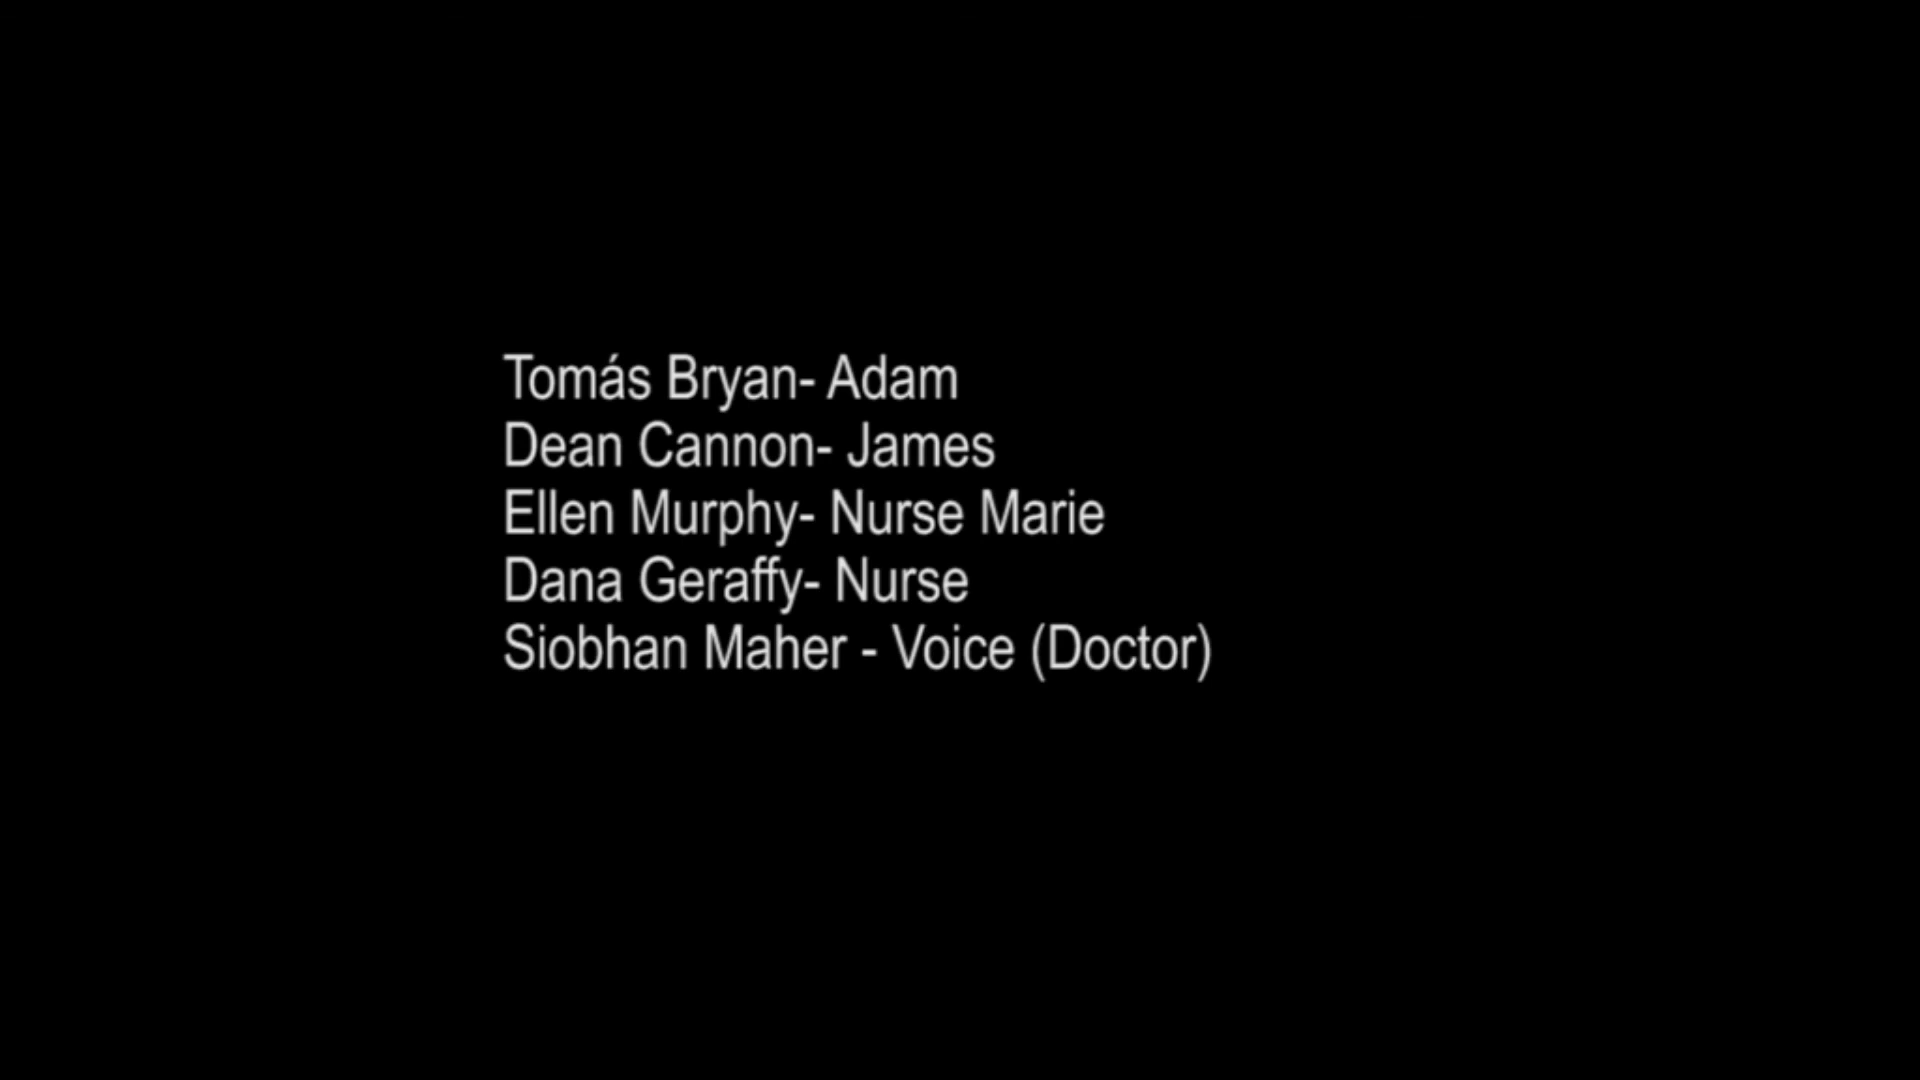 Tomás Bryan- Adam
Dean Cannon- James
Ellen Murphy- Nurse Marie
Dana Geraffy- Nurse
Siobhan Maher - Voice (Doctor)